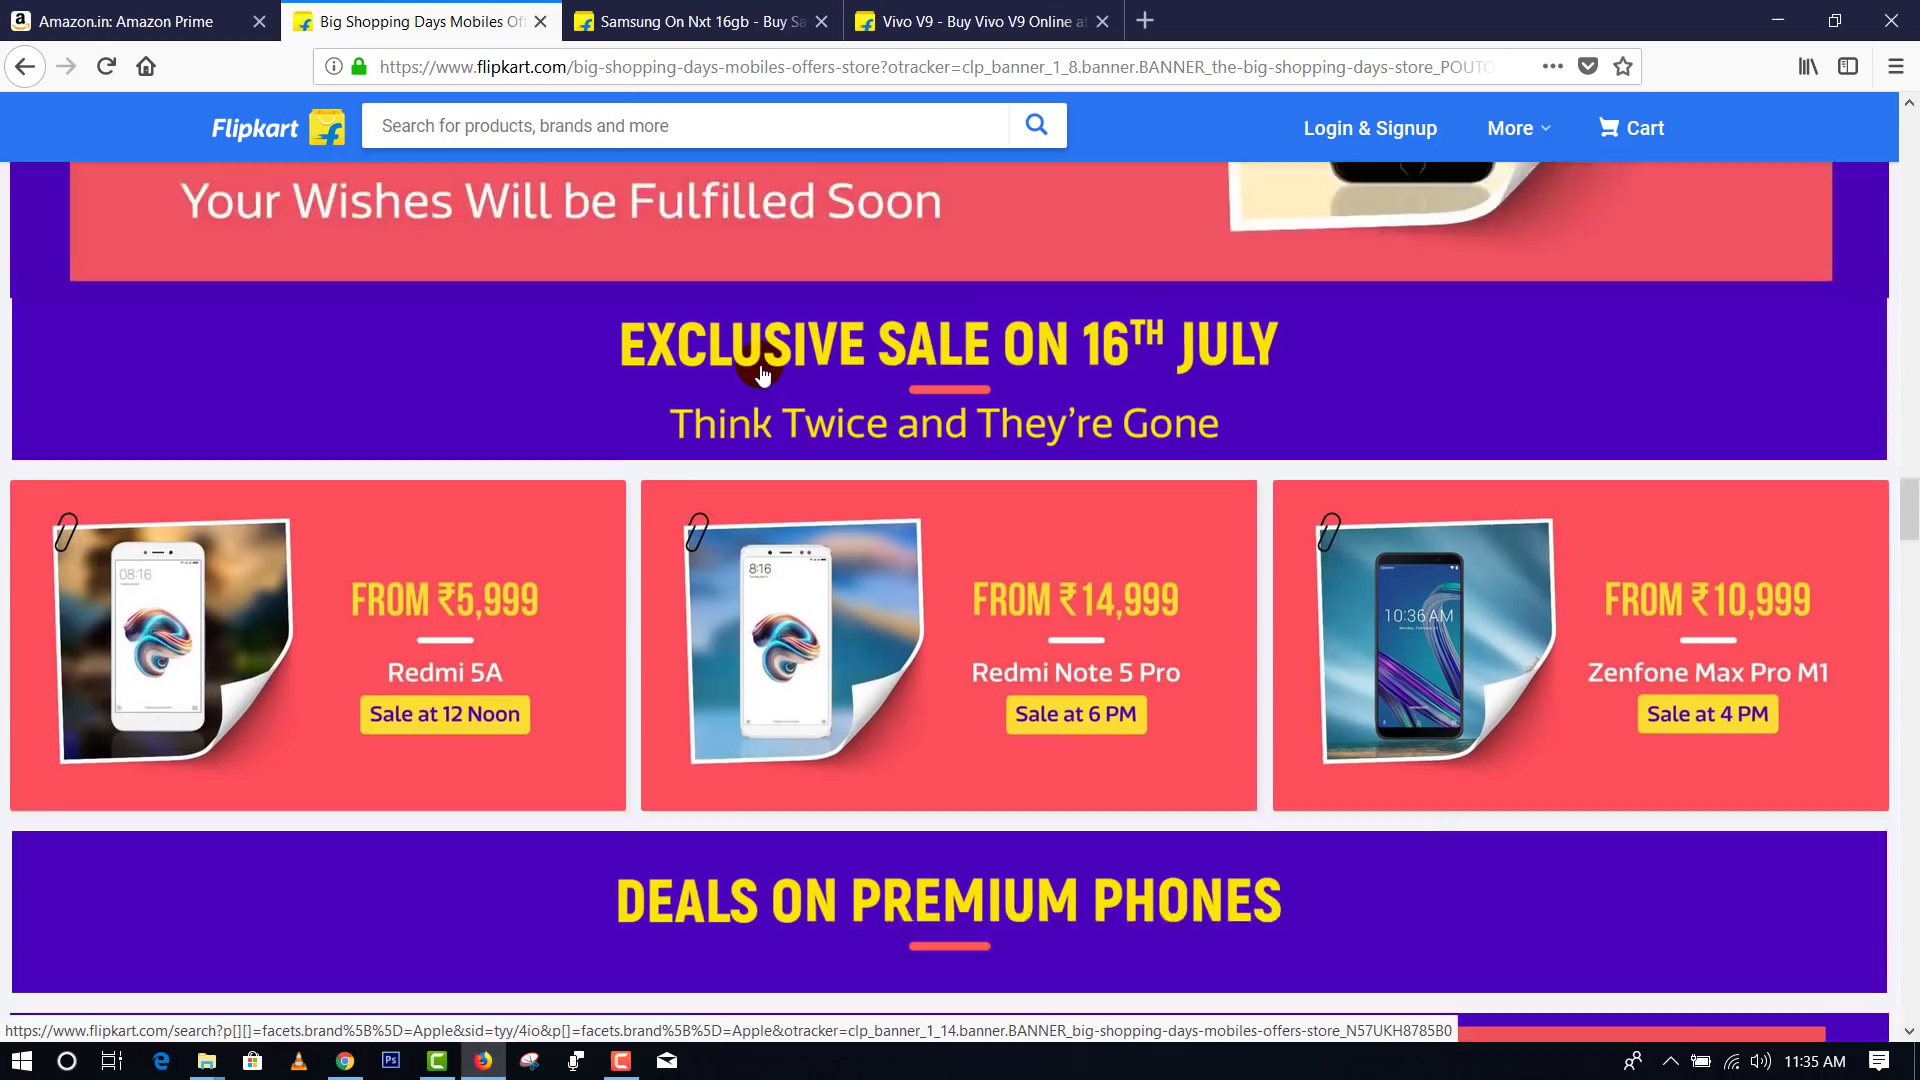 Amazon.in: Amazon Prime
Big Shopping Days Mobiles Of
Samsung On Nxt 16gb - Buy Sa
Vivo V9 - Buy Vivo V9 Online at
https://www.flipkart.com/big-shopping-days-mobiles-offers-store?otracker=clp_banner_1_8.banner.BANNER_the-big-shopping-days-store_POUTO
Flipkart
Search for products, brands and more
Login & Signup
More
Cart
Your Wishes Will be Fulfilled Soon
EXCLUSIVE SALE ON 16TH JULY
Think Twice and They're Gone
08:16
FROM ₹5,999
Redmi 5A
Sale at 12 Noon
8:16
FROM ₹14,999
Redmi Note 5 Pro
Sale at 6 PM
10:36 AM
FROM ₹10,999
Zenfone Max Pro M1
Sale at 4 PM
DEALS ON PREMIUM PHONES
https://www.flipkart.com/search?p[][]=facets.brand%5B%5D=Apple&sid=tyy/4io&p[]=facets.brand%5B%5D=Apple&otracker=clp_banner_1_14.banner.BANNER_big-shopping-days-mobiles-offers-store_N57UKH8785B0
Ps
11:35 AM